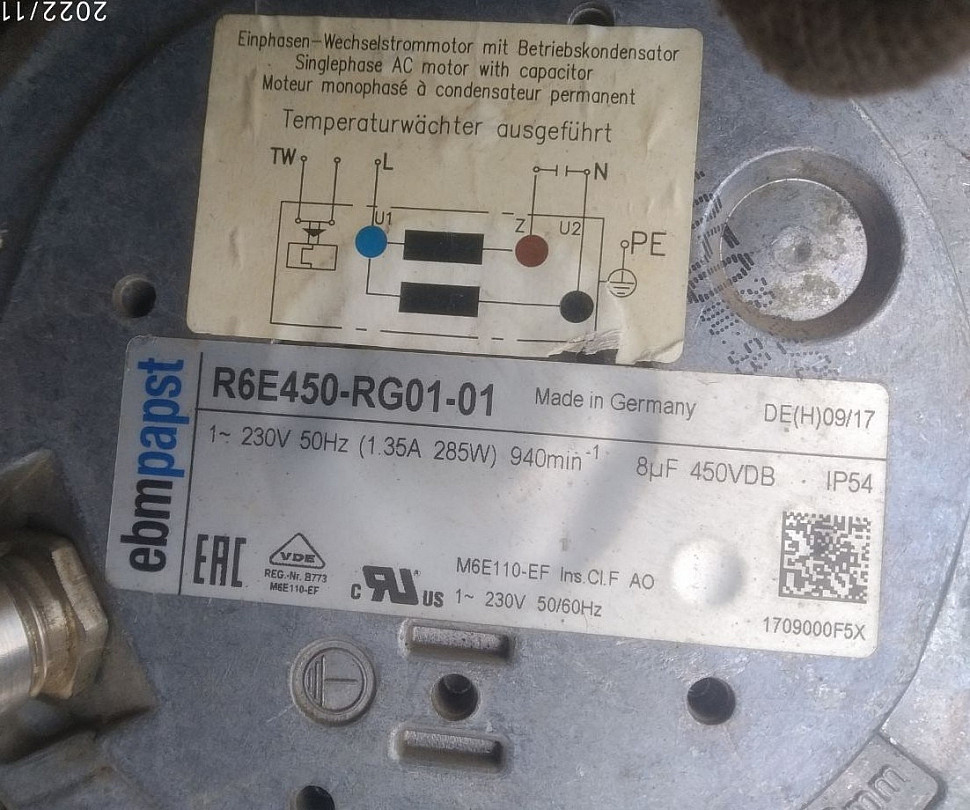 2022/11
Einphasen-Wechselstrommotor mit Betriebskondensator
Singlephase AC motor with capacitor
Moteur monophasé à condensateur permanent
Temperaturwächter ausgeführt
TW L N
U1 Z U2
PE
ebmpapst
R6E450-RG01-01 Made in Germany DE(H)09/17
1~ 230V 50Hz (1.35A 285W) 940min⁻¹ 8µF 450VDB IP54
EAC VDE
REG.-Nr. B773
M6E110-EF
c RU US
M6E110-EF Ins.Cl.F AO
1~ 230V 50/60Hz
1709000F5X